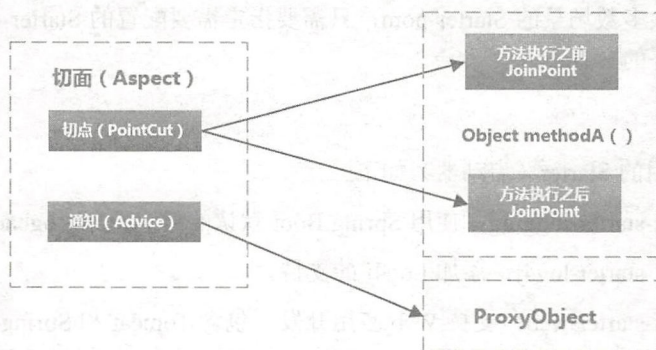 切面（Aspect）
切点（PointCut）
通知（Advice）
方法执行之前
JoinPoint
Object methodA（ ）
方法执行之后
JoinPoint
ProxyObject